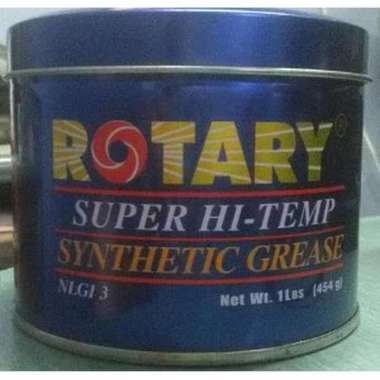 ROTARY®
SUPER HI-TEMP
SYNTHETIC GREASE
NLGI 3
Net Wt. 1Lbs (454 g)